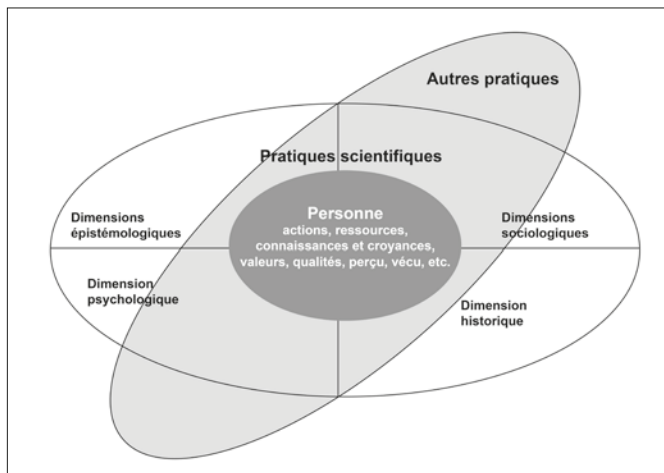 Autres pratiques
Pratiques scientifiques
Personne
actions, ressources,
connaissances et croyances,
valeurs, qualités, perçu, vécu, etc.
Dimensions
épistémologiques
Dimensions
sociologiques
Dimension
psychologique
Dimension
historique